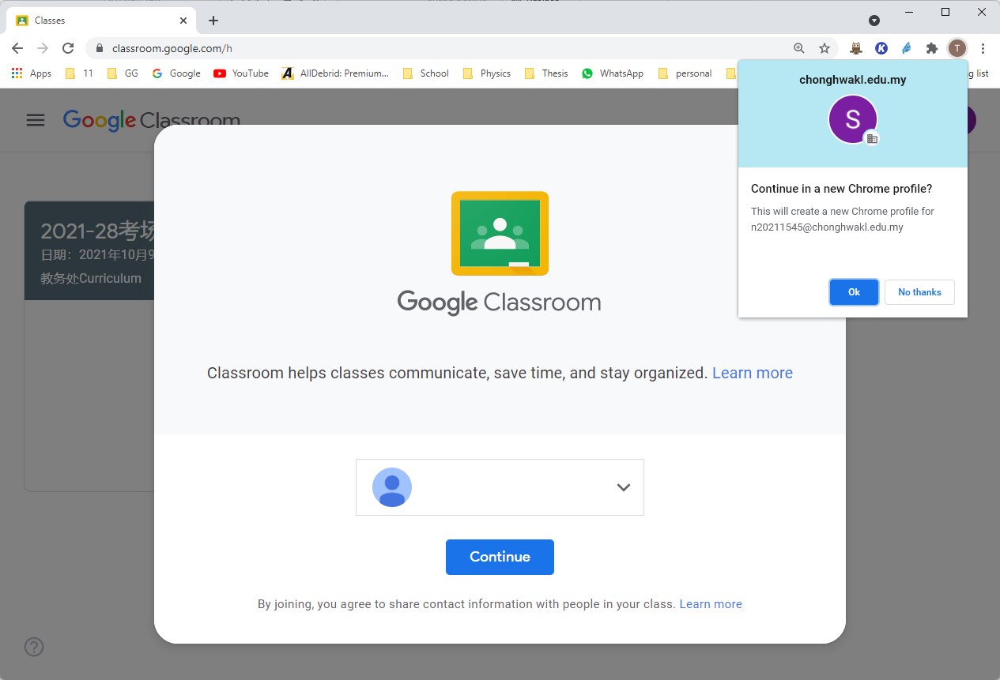 Classes
classroom.google.com/h
Apps 11 GG Google YouTube AllDebrid: Premium... School Physics Thesis WhatsApp personal
T
Google Classroom
chonghwakl.edu.my
S
Continue in a new Chrome profile?
This will create a new Chrome profile for
n20211545@chonghwakl.edu.my
Ok No thanks
2021-28考场
日期：2021年10月9
教务处Curriculum
Google Classroom
Classroom helps classes communicate, save time, and stay organized. Learn more
Continue
By joining, you agree to share contact information with people in your class. Learn more